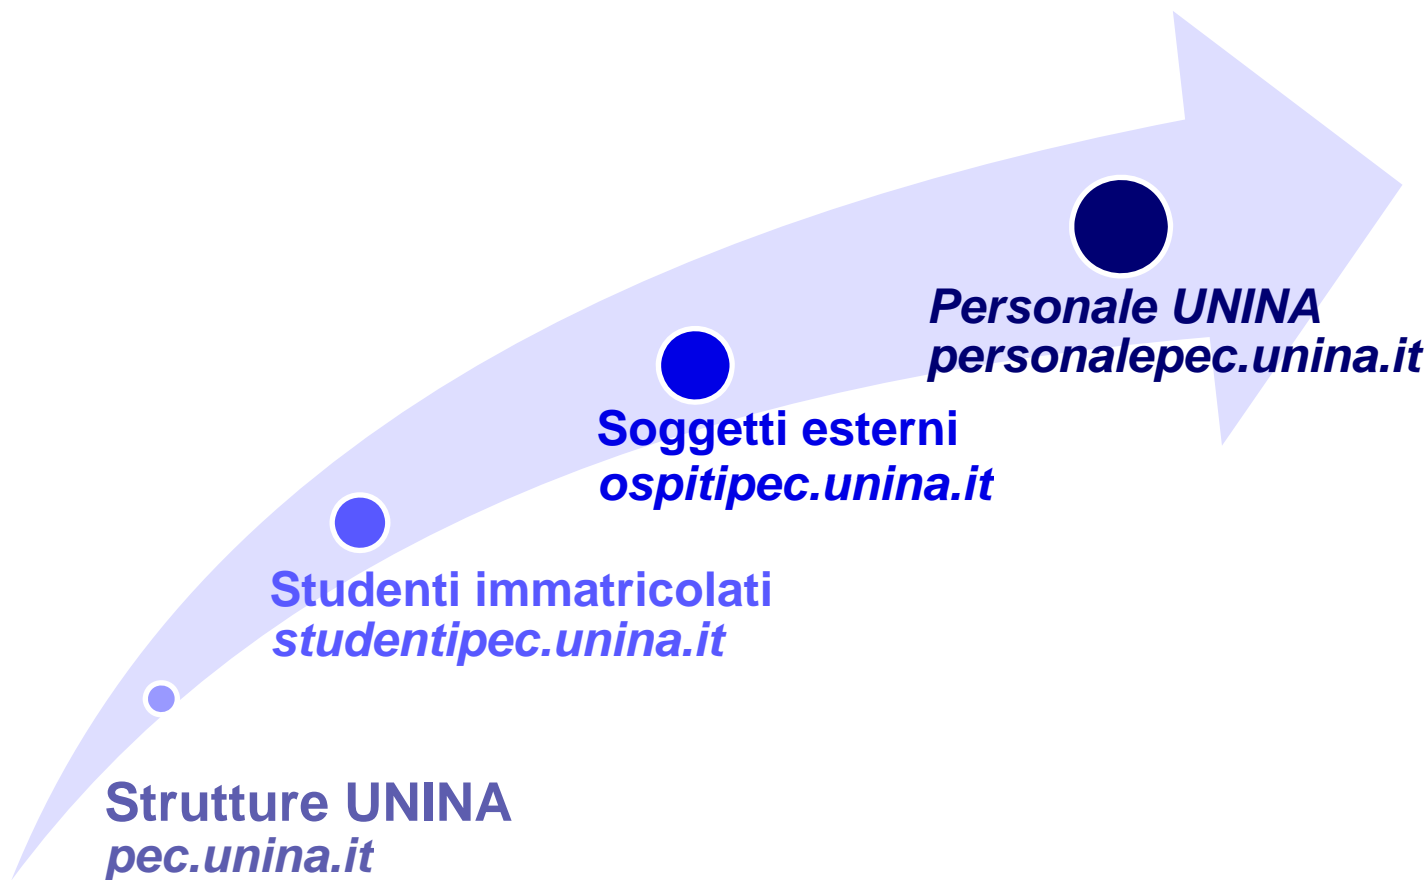 Personale UNINA
personalepec.unina.it
Soggetti esterni
ospitipec.unina.it
Studenti immatricolati
studentipec.unina.it
Strutture UNINA
pec.unina.it